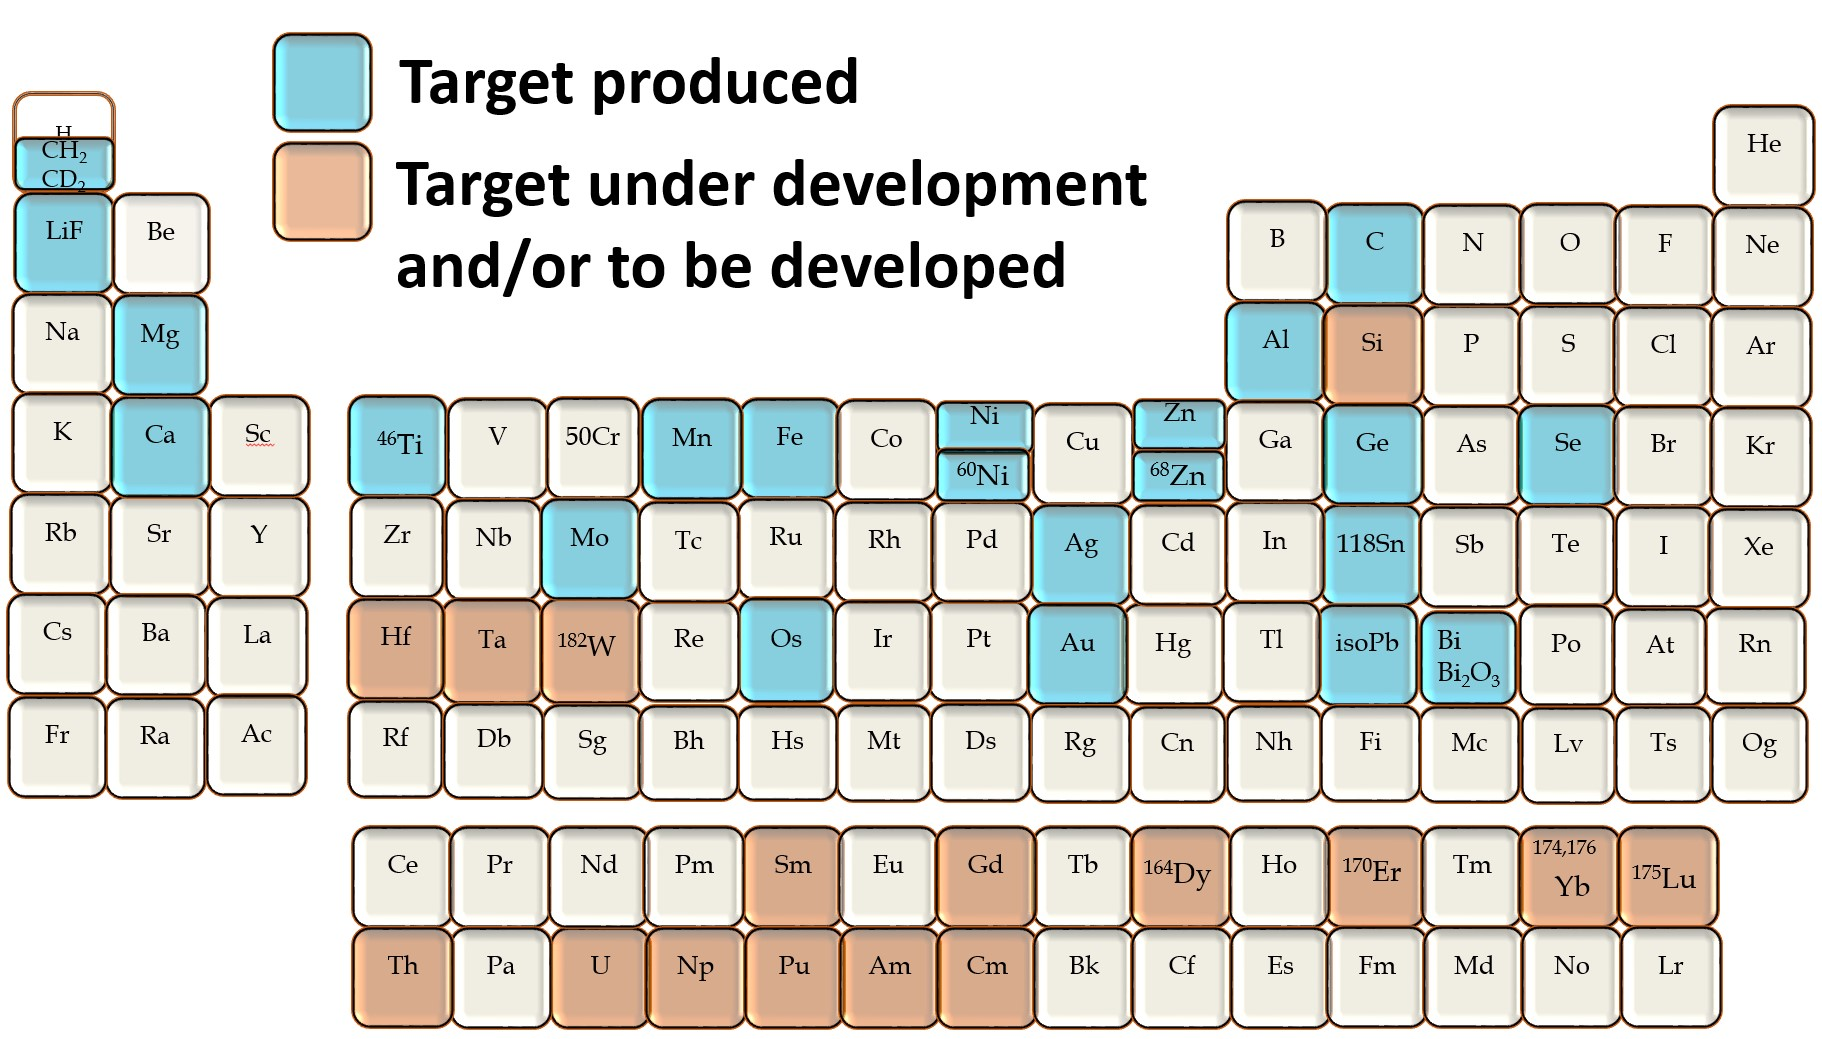 Target produced
Target under development
and/or to be developed
H
CH₂
CD₂
He
LiF
Be
B
C
N
O
F
Ne
Na
Mg
Al
Si
P
S
Cl
Ar
K
Ca
Sc
⁴⁶Ti
V
50Cr
Mn
Fe
Co
Ni
⁶⁰Ni
Cu
Zn
⁶⁸Zn
Ga
Ge
As
Se
Br
Kr
Rb
Sr
Y
Zr
Nb
Mo
Tc
Ru
Rh
Pd
Ag
Cd
In
118Sn
Sb
Te
I
Xe
Cs
Ba
La
Hf
Ta
¹⁸²W
Re
Os
Ir
Pt
Au
Hg
Tl
isoPb
Bi
Bi₂O₃
Po
At
Rn
Fr
Ra
Ac
Rf
Db
Sg
Bh
Hs
Mt
Ds
Rg
Cn
Nh
Fi
Mc
Lv
Ts
Og
Ce
Pr
Nd
Pm
Sm
Eu
Gd
Tb
¹⁶⁴Dy
Ho
¹⁷⁰Er
Tm
¹⁷⁴,¹⁷⁶
Yb
¹⁷⁵Lu
Th
Pa
U
Np
Pu
Am
Cm
Bk
Cf
Es
Fm
Md
No
Lr